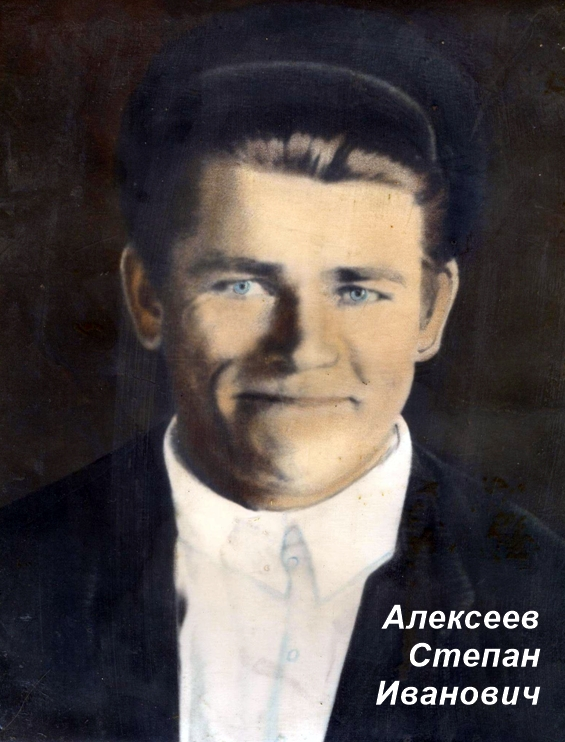 Алексеев
Степан
Иванович